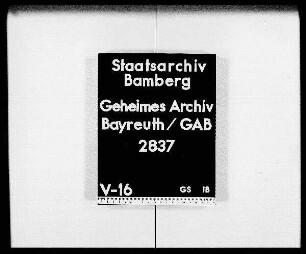 Staatsarchiv
Bamberg
Geheimes Archiv
Bayreuth / GAB
2837
V-16 GS 18